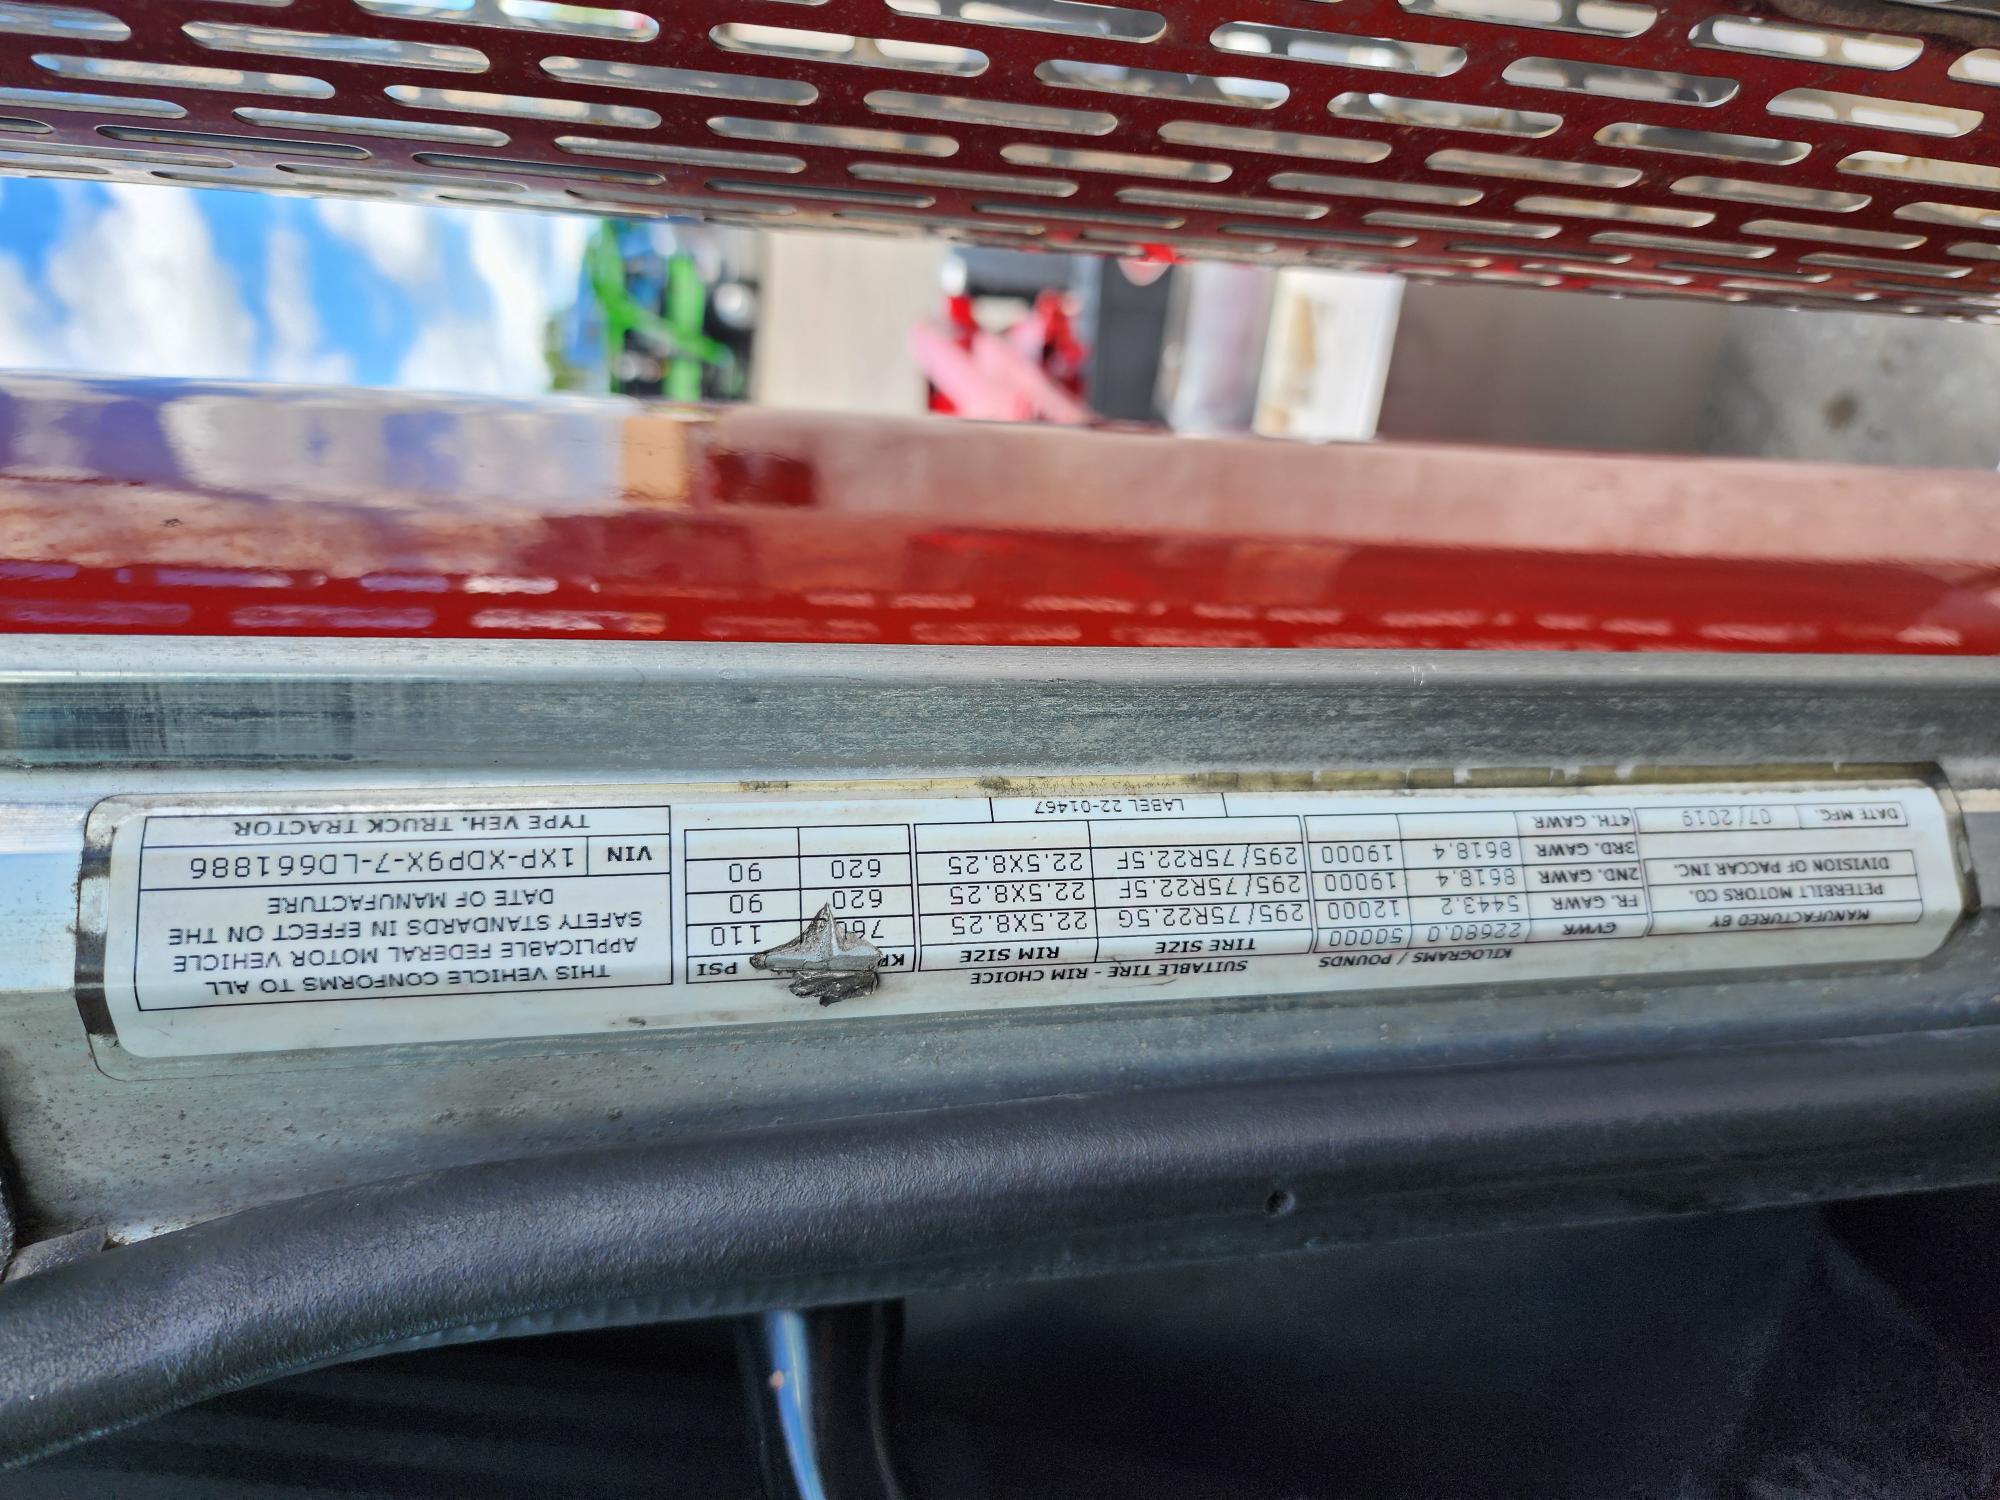 MANUFACTURED BY
PETERBILT MOTORS CO.
DIVISION OF PACCAR INC.
DATE MFG. 07/2019
KILOGRAMS / POUNDS SUITABLE TIRE - RIM CHOICE
GVWR 22680.0 50000 TIRE SIZE RIM SIZE PSI
FR. GAWR 5443.2 12000 295/75R22.5G 22.5X8.25 760 110
2ND. GAWR 8618.4 19000 295/75R22.5F 22.5X8.25 620 90
3RD. GAWR 8618.4 19000 295/75R22.5F 22.5X8.25 620 90
4TH. GAWR
LABEL 22-01467
THIS VEHICLE CONFORMS TO ALL
APPLICABLE FEDERAL MOTOR VEHICLE
SAFETY STANDARDS IN EFFECT ON THE
DATE OF MANUFACTURE
VIN 1XP-XDP9X-7-LD661886
TYPE VEH. TRUCK TRACTOR